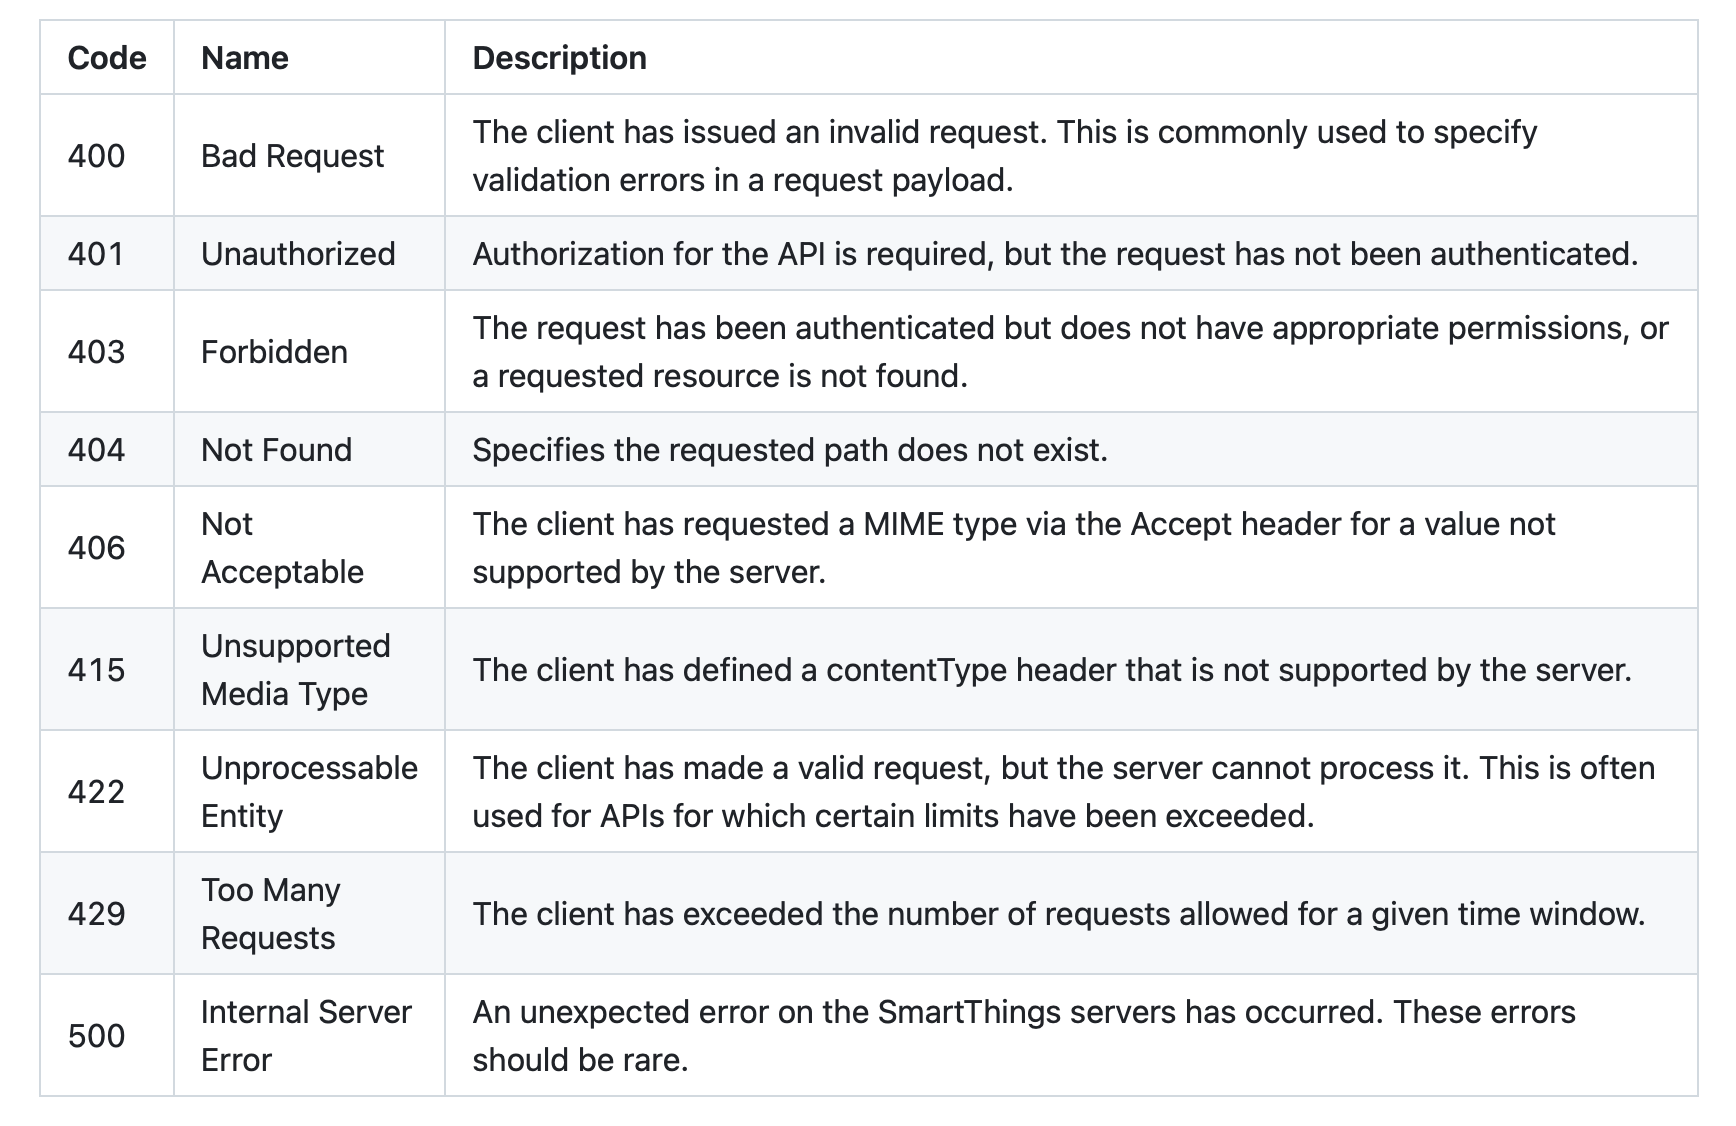 Code Name Description
400 Bad Request The client has issued an invalid request. This is commonly used to specify
validation errors in a request payload.
401 Unauthorized Authorization for the API is required, but the request has not been authenticated.
403 Forbidden The request has been authenticated but does not have appropriate permissions, or
a requested resource is not found.
404 Not Found Specifies the requested path does not exist.
406 Not
Acceptable The client has requested a MIME type via the Accept header for a value not
supported by the server.
415 Unsupported
Media Type The client has defined a contentType header that is not supported by the server.
422 Unprocessable
Entity The client has made a valid request, but the server cannot process it. This is often
used for APIs for which certain limits have been exceeded.
429 Too Many
Requests The client has exceeded the number of requests allowed for a given time window.
500 Internal Server
Error An unexpected error on the SmartThings servers has occurred. These errors
should be rare.